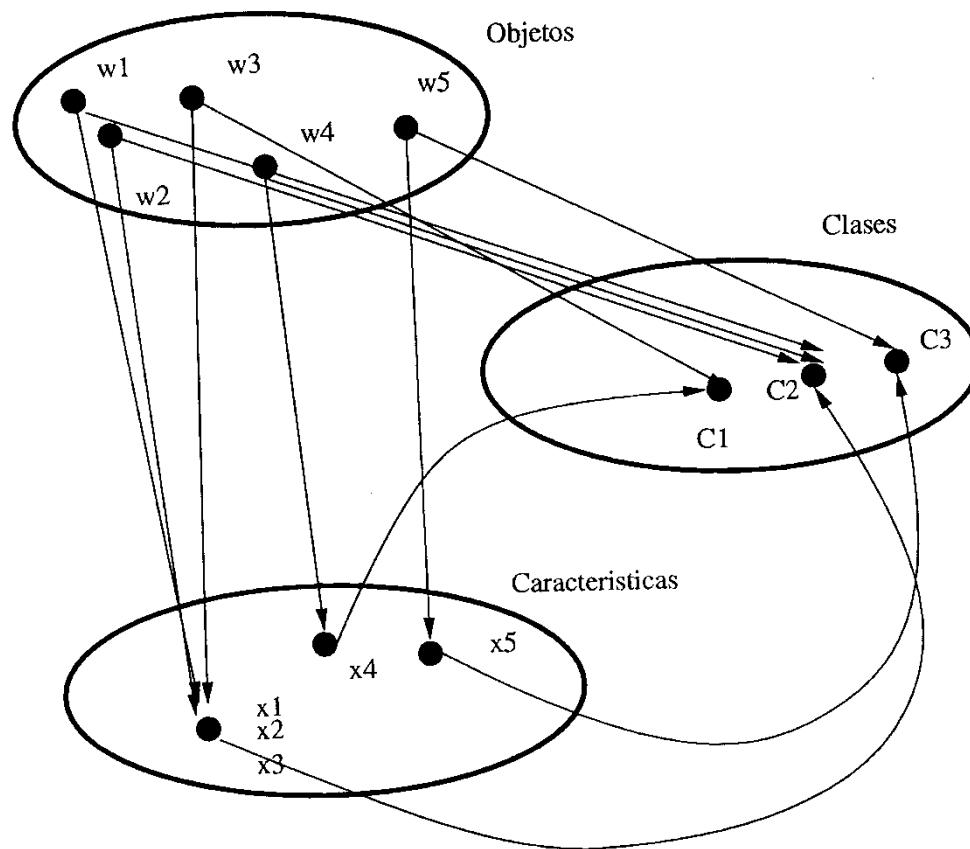 Objetos
w1
w3
w5
w4
w2
Clases
C3
C2
C1
Caracteristicas
x5
x4
x1
x2
x3